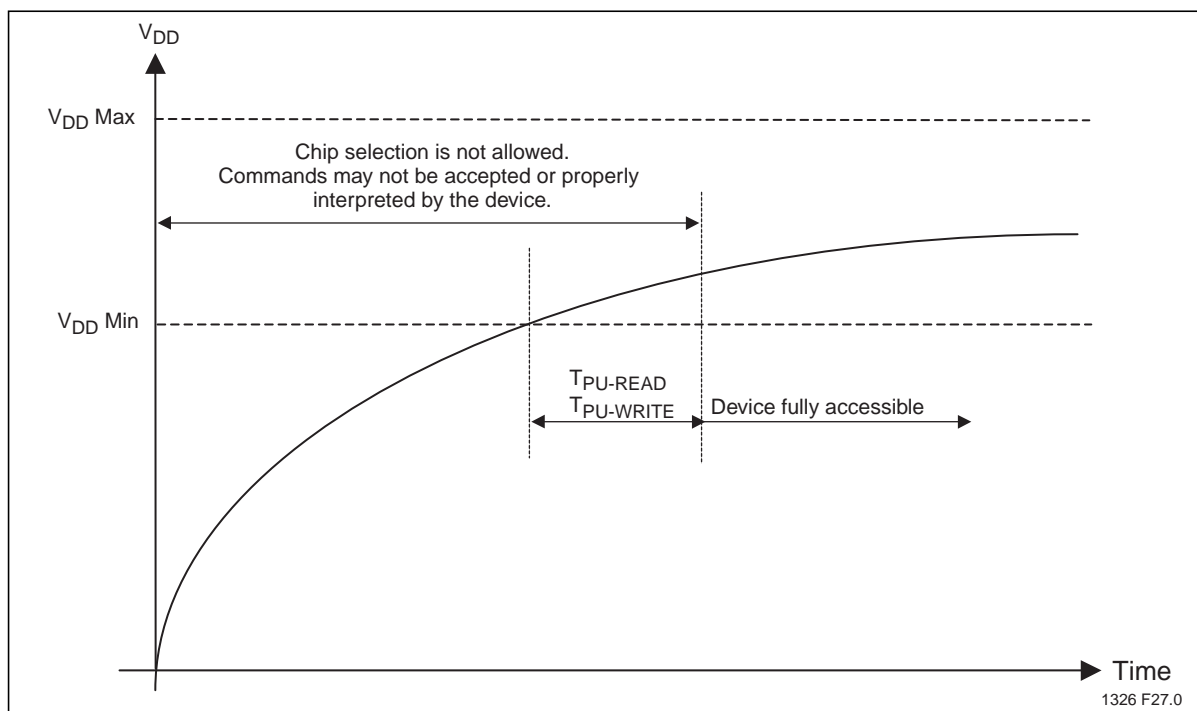 VDD
VDD Max
Chip selection is not allowed.
Commands may not be accepted or properly
interpreted by the device.
VDD Min
TPU-READ
TPU-WRITE
Device fully accessible
Time
1326 F27.0